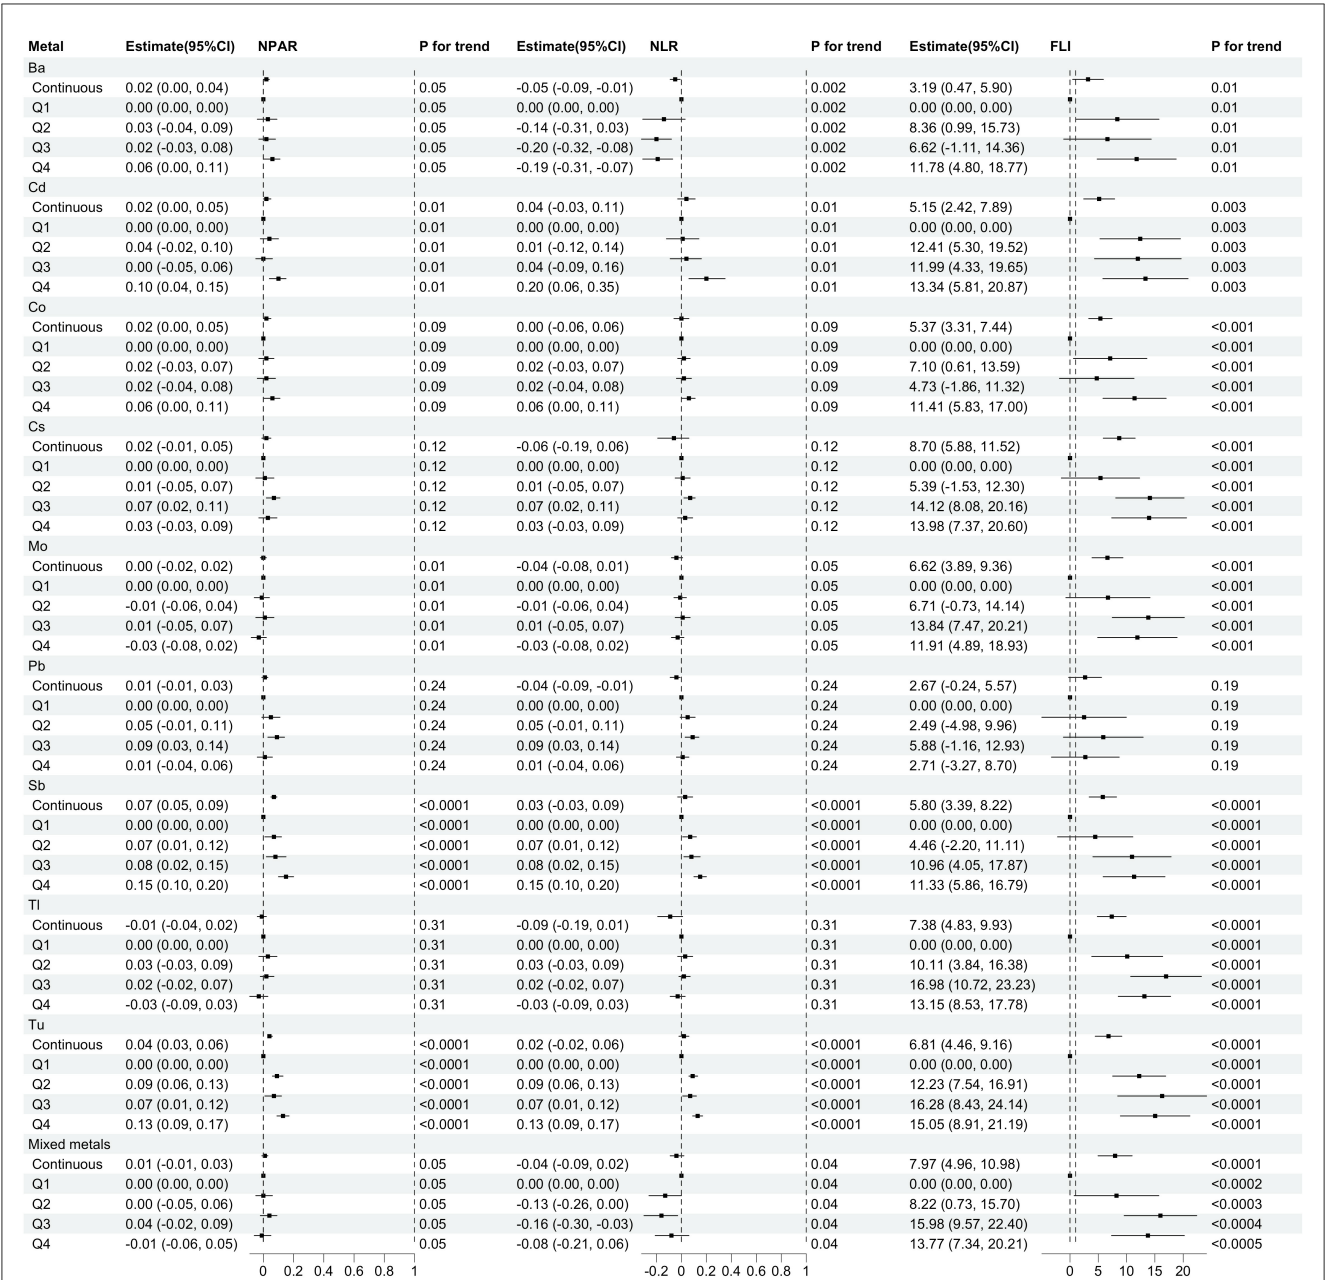 Metal Estimate(95%CI) NPAR P for trend Estimate(95%CI) NLR P for trend Estimate(95%CI) FLI P for trend
Ba
Continuous 0.02 (0.00, 0.04) 0.05 -0.05 (-0.09, -0.01) 0.002 3.19 (0.47, 5.90) 0.01
Q1 0.00 (0.00, 0.00) 0.05 0.00 (0.00, 0.00) 0.002 0.00 (0.00, 0.00) 0.01
Q2 0.03 (-0.04, 0.09) 0.05 -0.14 (-0.31, 0.03) 0.002 8.36 (0.99, 15.73) 0.01
Q3 0.02 (-0.03, 0.08) 0.05 -0.20 (-0.32, -0.08) 0.002 6.62 (-1.11, 14.36) 0.01
Q4 0.06 (0.00, 0.11) 0.05 -0.19 (-0.31, -0.07) 0.002 11.78 (4.80, 18.77) 0.01
Cd
Continuous 0.02 (0.00, 0.05) 0.01 0.04 (-0.03, 0.11) 0.01 5.15 (2.42, 7.89) 0.003
Q1 0.00 (0.00, 0.00) 0.01 0.00 (0.00, 0.00) 0.01 0.00 (0.00, 0.00) 0.003
Q2 0.04 (-0.02, 0.10) 0.01 0.01 (-0.12, 0.14) 0.01 12.41 (5.30, 19.52) 0.003
Q3 0.00 (-0.05, 0.06) 0.01 0.04 (-0.09, 0.16) 0.01 11.99 (4.33, 19.65) 0.003
Q4 0.10 (0.04, 0.15) 0.01 0.20 (0.06, 0.35) 0.01 13.34 (5.81, 20.87) 0.003
Co
Continuous 0.02 (0.00, 0.05) 0.09 0.00 (-0.06, 0.06) 0.09 5.37 (3.31, 7.44) <0.001
Q1 0.00 (0.00, 0.00) 0.09 0.00 (0.00, 0.00) 0.09 0.00 (0.00, 0.00) <0.001
Q2 0.02 (-0.03, 0.07) 0.09 0.02 (-0.03, 0.07) 0.09 7.10 (0.61, 13.59) <0.001
Q3 0.02 (-0.04, 0.08) 0.09 0.02 (-0.04, 0.08) 0.09 4.73 (-1.86, 11.32) <0.001
Q4 0.06 (0.00, 0.11) 0.09 0.06 (0.00, 0.11) 0.09 11.41 (5.83, 17.00) <0.001
Cs
Continuous 0.02 (-0.01, 0.05) 0.12 -0.06 (-0.19, 0.06) 0.12 8.70 (5.88, 11.52) <0.001
Q1 0.00 (0.00, 0.00) 0.12 0.00 (0.00, 0.00) 0.12 0.00 (0.00, 0.00) <0.001
Q2 0.01 (-0.05, 0.07) 0.12 0.01 (-0.05, 0.07) 0.12 5.39 (-1.53, 12.30) <0.001
Q3 0.07 (0.02, 0.11) 0.12 0.07 (0.02, 0.11) 0.12 14.12 (8.08, 20.16) <0.001
Q4 0.03 (-0.03, 0.09) 0.12 0.03 (-0.03, 0.09) 0.12 13.98 (7.37, 20.60) <0.001
Mo
Continuous 0.00 (-0.02, 0.02) 0.01 -0.04 (-0.08, 0.01) 0.05 6.62 (3.89, 9.36) <0.001
Q1 0.00 (0.00, 0.00) 0.01 0.00 (0.00, 0.00) 0.05 0.00 (0.00, 0.00) <0.001
Q2 -0.01 (-0.06, 0.04) 0.01 -0.01 (-0.06, 0.04) 0.05 6.71 (-0.73, 14.14) <0.001
Q3 0.01 (-0.05, 0.07) 0.01 0.01 (-0.05, 0.07) 0.05 13.84 (7.47, 20.21) <0.001
Q4 -0.03 (-0.08, 0.02) 0.01 -0.03 (-0.08, 0.02) 0.05 11.91 (4.89, 18.93) <0.001
Pb
Continuous 0.01 (-0.01, 0.03) 0.24 -0.04 (-0.09, -0.01) 0.24 2.67 (-0.24, 5.57) 0.19
Q1 0.00 (0.00, 0.00) 0.24 0.00 (0.00, 0.00) 0.24 0.00 (0.00, 0.00) 0.19
Q2 0.05 (-0.01, 0.11) 0.24 0.05 (-0.01, 0.11) 0.24 2.49 (-4.98, 9.96) 0.19
Q3 0.09 (0.03, 0.14) 0.24 0.09 (0.03, 0.14) 0.24 5.88 (-1.16, 12.93) 0.19
Q4 0.01 (-0.04, 0.06) 0.24 0.01 (-0.04, 0.06) 0.24 2.71 (-3.27, 8.70) 0.19
Sb
Continuous 0.07 (0.05, 0.09) <0.0001 0.03 (-0.03, 0.09) <0.0001 5.80 (3.39, 8.22) <0.0001
Q1 0.00 (0.00, 0.00) <0.0001 0.00 (0.00, 0.00) <0.0001 0.00 (0.00, 0.00) <0.0001
Q2 0.07 (0.01, 0.12) <0.0001 0.07 (0.01, 0.12) <0.0001 4.46 (-2.20, 11.11) <0.0001
Q3 0.08 (0.02, 0.15) <0.0001 0.08 (0.02, 0.15) <0.0001 10.96 (4.05, 17.87) <0.0001
Q4 0.15 (0.10, 0.20) <0.0001 0.15 (0.10, 0.20) <0.0001 11.33 (5.86, 16.79) <0.0001
Tl
Continuous -0.01 (-0.04, 0.02) 0.31 -0.09 (-0.19, 0.01) 0.31 7.38 (4.83, 9.93) <0.0001
Q1 0.00 (0.00, 0.00) 0.31 0.00 (0.00, 0.00) 0.31 0.00 (0.00, 0.00) <0.0001
Q2 0.03 (-0.03, 0.09) 0.31 0.03 (-0.03, 0.09) 0.31 10.11 (3.84, 16.38) <0.0001
Q3 0.02 (-0.02, 0.07) 0.31 0.02 (-0.02, 0.07) 0.31 16.98 (10.72, 23.23) <0.0001
Q4 -0.03 (-0.09, 0.03) 0.31 -0.03 (-0.09, 0.03) 0.31 13.15 (8.53, 17.78) <0.0001
Tu
Continuous 0.04 (0.03, 0.06) <0.0001 0.02 (-0.02, 0.06) <0.0001 6.81 (4.46, 9.16) <0.0001
Q1 0.00 (0.00, 0.00) <0.0001 0.00 (0.00, 0.00) <0.0001 0.00 (0.00, 0.00) <0.0001
Q2 0.09 (0.06, 0.13) <0.0001 0.09 (0.06, 0.13) <0.0001 12.23 (7.54, 16.91) <0.0001
Q3 0.07 (0.01, 0.12) <0.0001 0.07 (0.01, 0.12) <0.0001 16.28 (8.43, 24.14) <0.0001
Q4 0.13 (0.09, 0.17) <0.0001 0.13 (0.09, 0.17) <0.0001 15.05 (8.91, 21.19) <0.0001
Mixed metals
Continuous 0.01 (-0.01, 0.03) 0.05 -0.04 (-0.09, 0.02) 0.04 7.97 (4.96, 10.98) <0.0001
Q1 0.00 (0.00, 0.00) 0.05 0.00 (0.00, 0.00) 0.04 0.00 (0.00, 0.00) <0.0002
Q2 0.00 (-0.05, 0.06) 0.05 -0.13 (-0.26, 0.00) 0.04 8.22 (0.73, 15.70) <0.0003
Q3 0.04 (-0.02, 0.09) 0.05 -0.16 (-0.30, -0.03) 0.04 15.98 (9.57, 22.40) <0.0004
Q4 -0.01 (-0.06, 0.05) 0.05 -0.08 (-0.21, 0.06) 0.04 13.77 (7.34, 20.21) <0.0005
0 0.2 0.4 0.6 0.8 1 -0.2 0 0.2 0.4 0.6 0.8 1 0 5 10 15 20